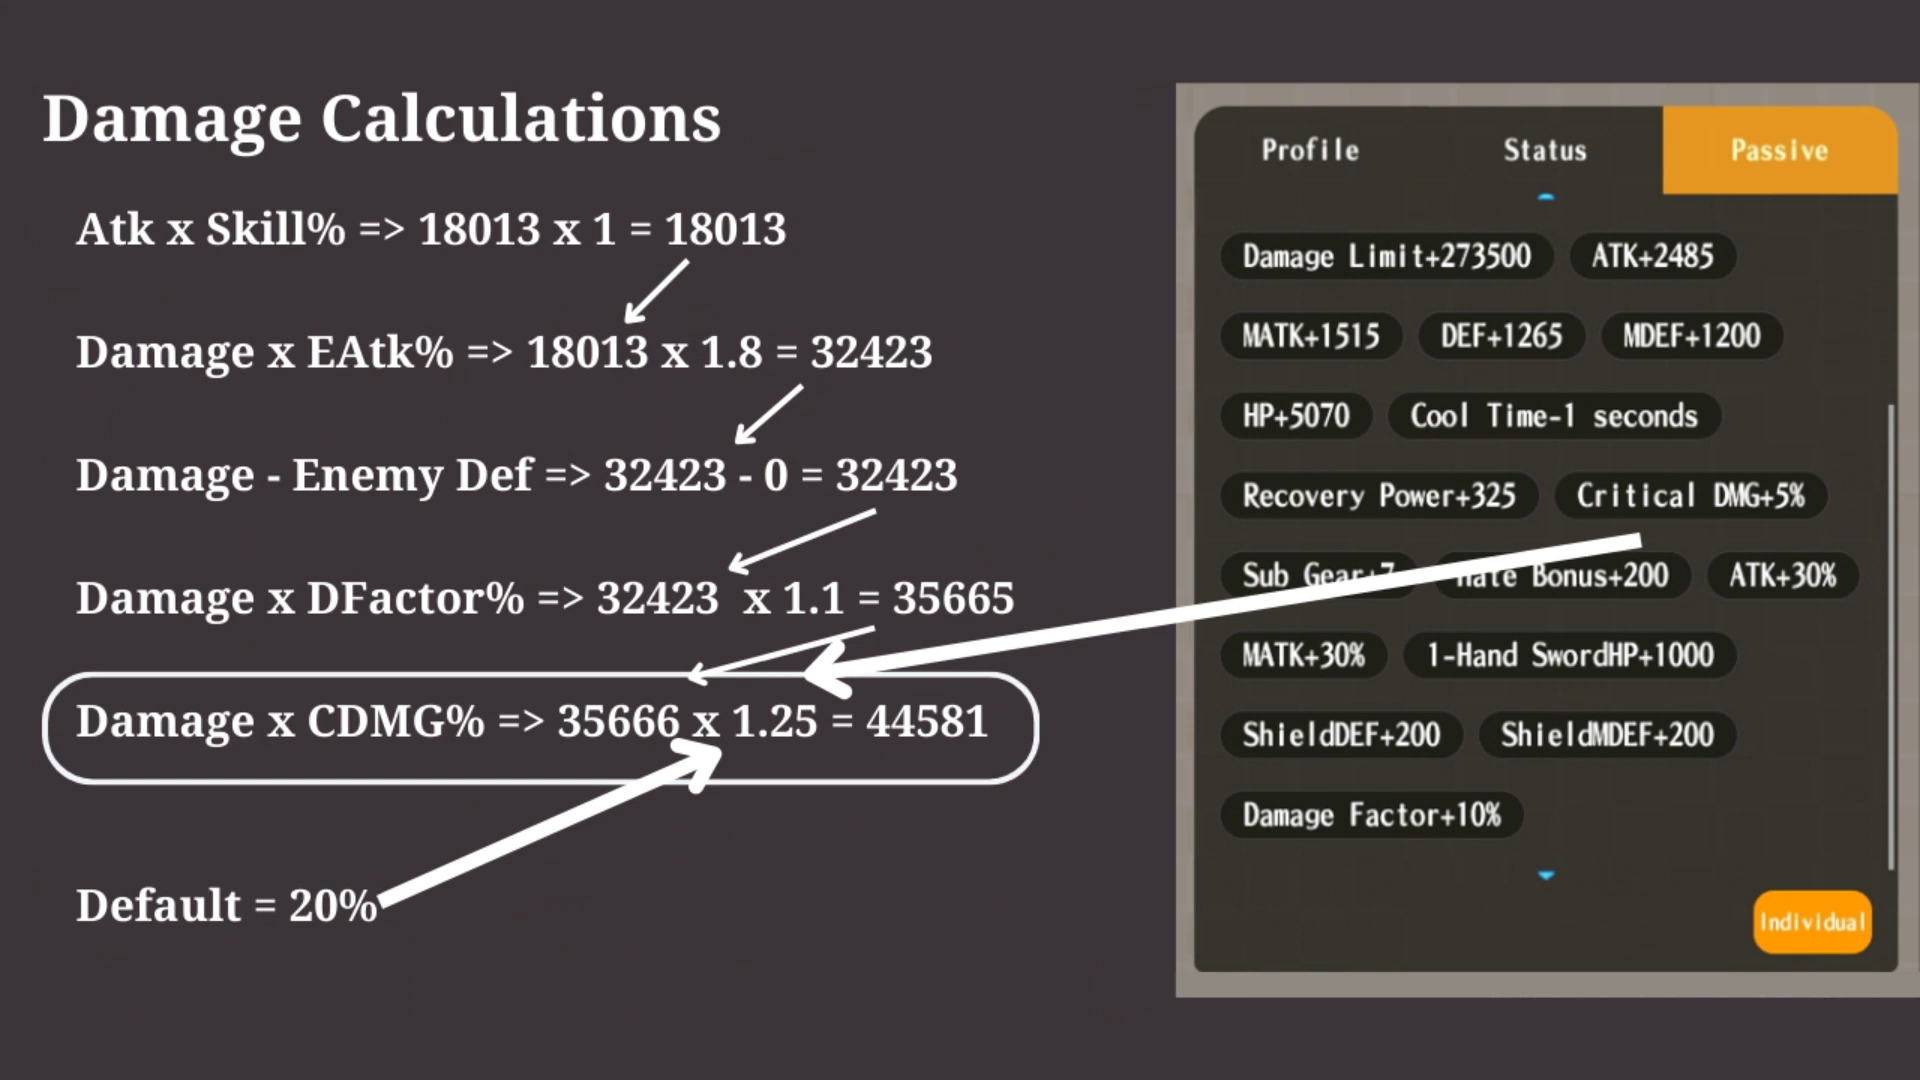 Damage Calculations
Atk x Skill% => 18013 x 1 = 18013
Damage x EAtk% => 18013 x 1.8 = 32423
Damage - Enemy Def => 32423 - 0 = 32423
Damage x DFactor% => 32423 x 1.1 = 35665
Damage x CDMG% => 35666 x 1.25 = 44581
Default = 20%
Profile Status Passive
Damage Limit+273500 ATK+2485
MATK+1515 DEF+1265 MDEF+1200
HP+5070 Cool Time-1 seconds
Recovery Power+325 Critical DMG+5%
Sub Gear+7 Bonus+200 ATK+30%
MATK+30% 1-Hand SwordHP+1000
ShieldDEF+200 ShieldMDEF+200
Damage Factor+10%
Individual